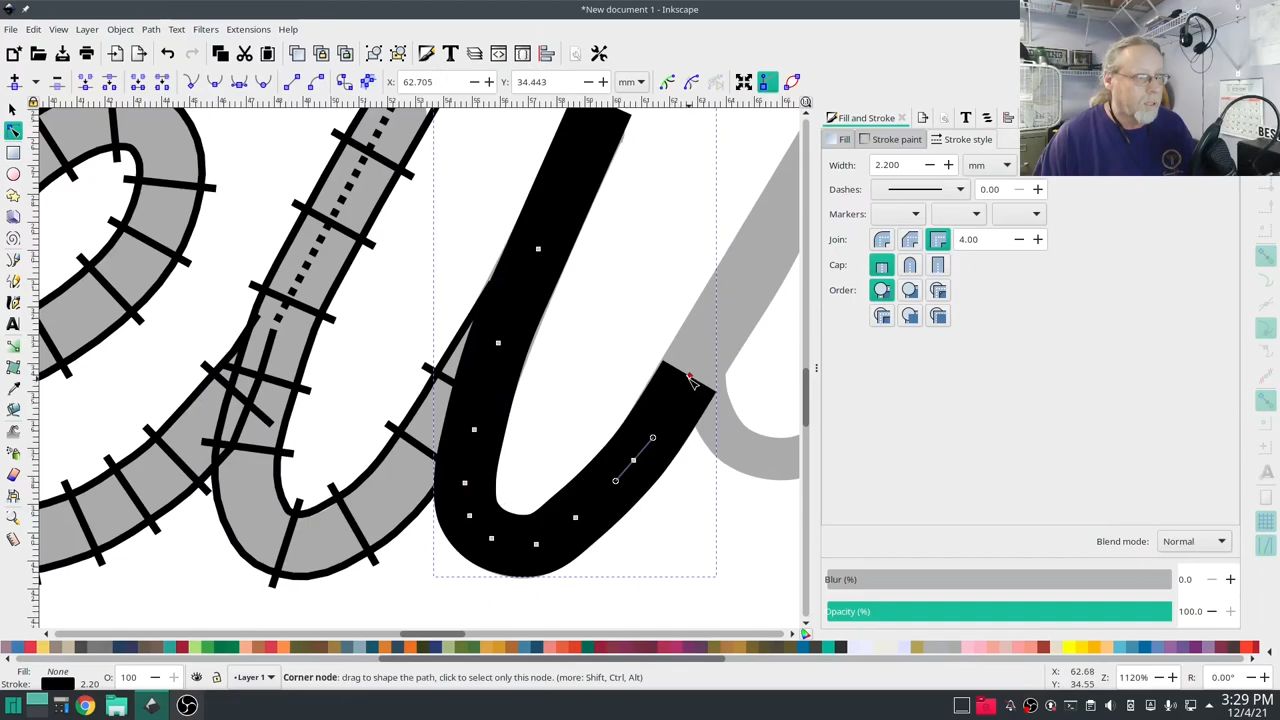 *New document 1 - Inkscape
File Edit View Layer Object Path Text Filters Extensions Help
X: 62.705 Y: 34.443 mm
Fill and Stroke
Fill Stroke paint Stroke style
Width: 2.200 mm
Dashes: 0.00
Markers:
Join: 4.00
Cap:
Order:
Blend mode: Normal
Blur (%) 0.0
Opacity (%) 100.0
Fill: None
Stroke: 2.20
O: 100
Layer 1
Corner node: drag to shape the path, click to select only this node. (more: Shift, Ctrl, Alt)
X: 62.68
Y: 34.55
Z: 1120%
R: 0.00°
3:29 PM
12/4/21